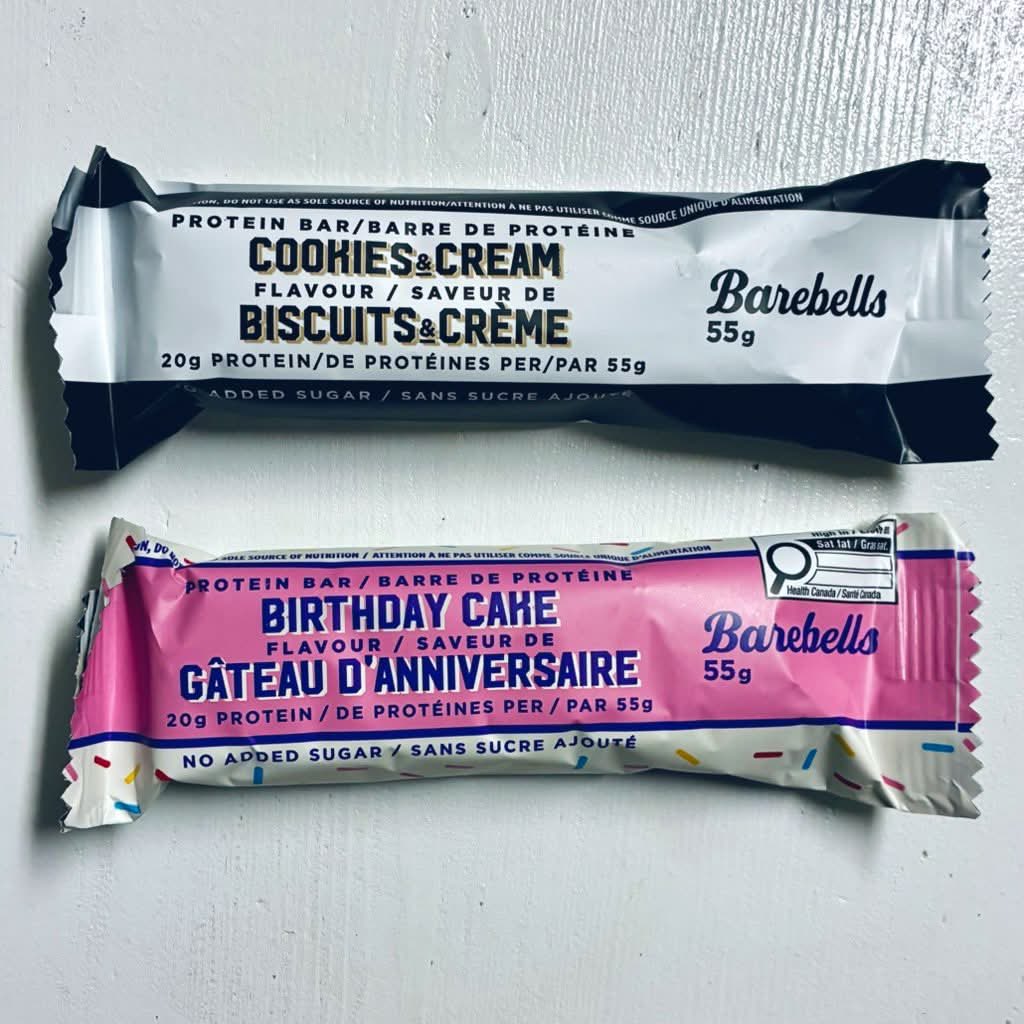 DO NOT USE AS SOLE SOURCE OF NUTRITION/ATTENTION À NE PAS UTILISER COMME SOURCE UNIQUE D'ALIMENTATION
PROTEIN BAR/BARRE DE PROTÉINE
COOKIES&CREAM
FLAVOUR / SAVEUR DE
BISCUITS&CRÈME
20g PROTEIN/DE PROTÉINES PER/PAR 55g
ADDED SUGAR / SANS SUCRE AJOUTÉ
Barebells
55g
SOLE SOURCE OF NUTRITION / ATTENTION À NE PAS UTILISER COMME SOURCE UNIQUE D'ALIMENTATION
PROTEIN BAR / BARRE DE PROTÉINE
BIRTHDAY CAKE
FLAVOUR / SAVEUR DE
GÂTEAU D'ANNIVERSAIRE
20g PROTEIN / DE PROTÉINES PER / PAR 55g
NO ADDED SUGAR / SANS SUCRE AJOUTÉ
High in /
Sat fat / Gras sat.
Health Canada / Santé Canada
Barebells
55g